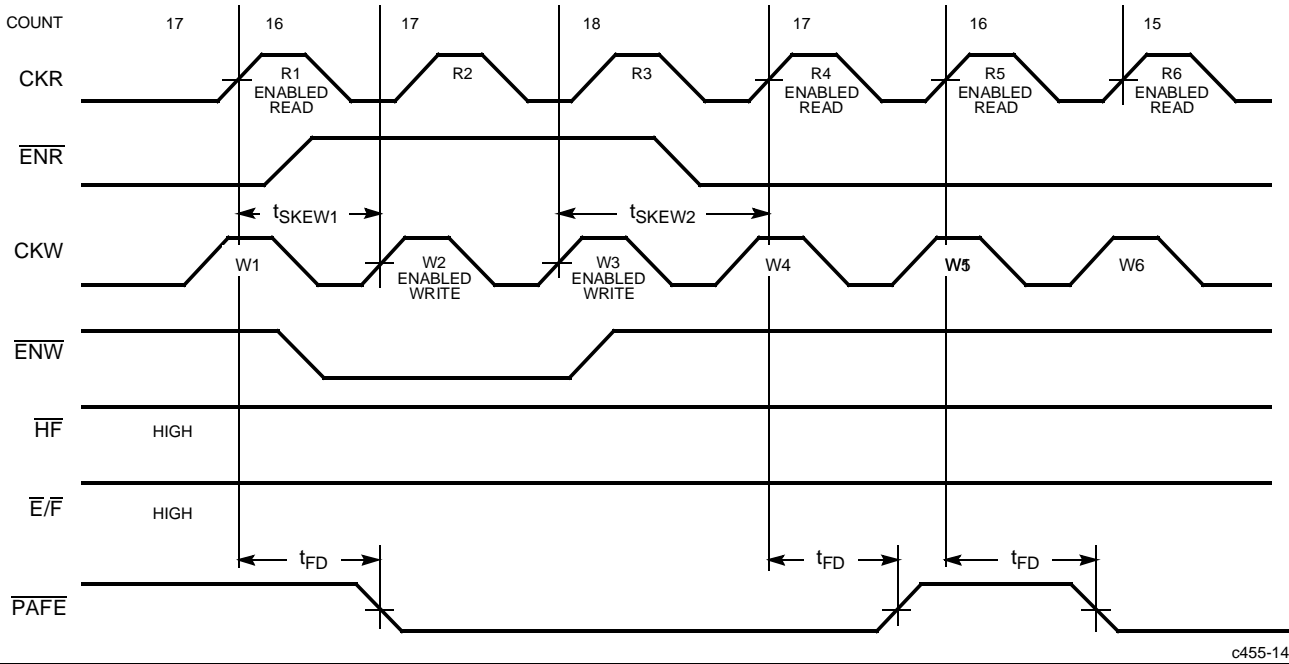 COUNT 17 16 17 18 17 16 15
CKR R1 R2 R3 R4 R5 R6
ENABLED ENABLED ENABLED ENABLED
READ READ READ READ
ENR
tSKEW1 tSKEW2
CKW W1 W2 W3 W4 W5 W6
ENABLED ENABLED
WRITE WRITE
ENW
HF HIGH
E/F HIGH
tFD tFD tFD
PAFE
c455-14